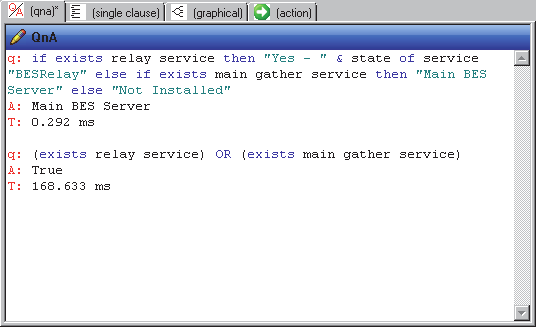 (qna)* (single clause) (graphical) (action)
QnA
q: if exists relay service then "Yes - " & state of service
"BESRelay" else if exists main gather service then "Main BES
Server" else "Not Installed"
A: Main BES Server
T: 0.292 ms
q: (exists relay service) OR (exists main gather service)
A: True
T: 168.633 ms